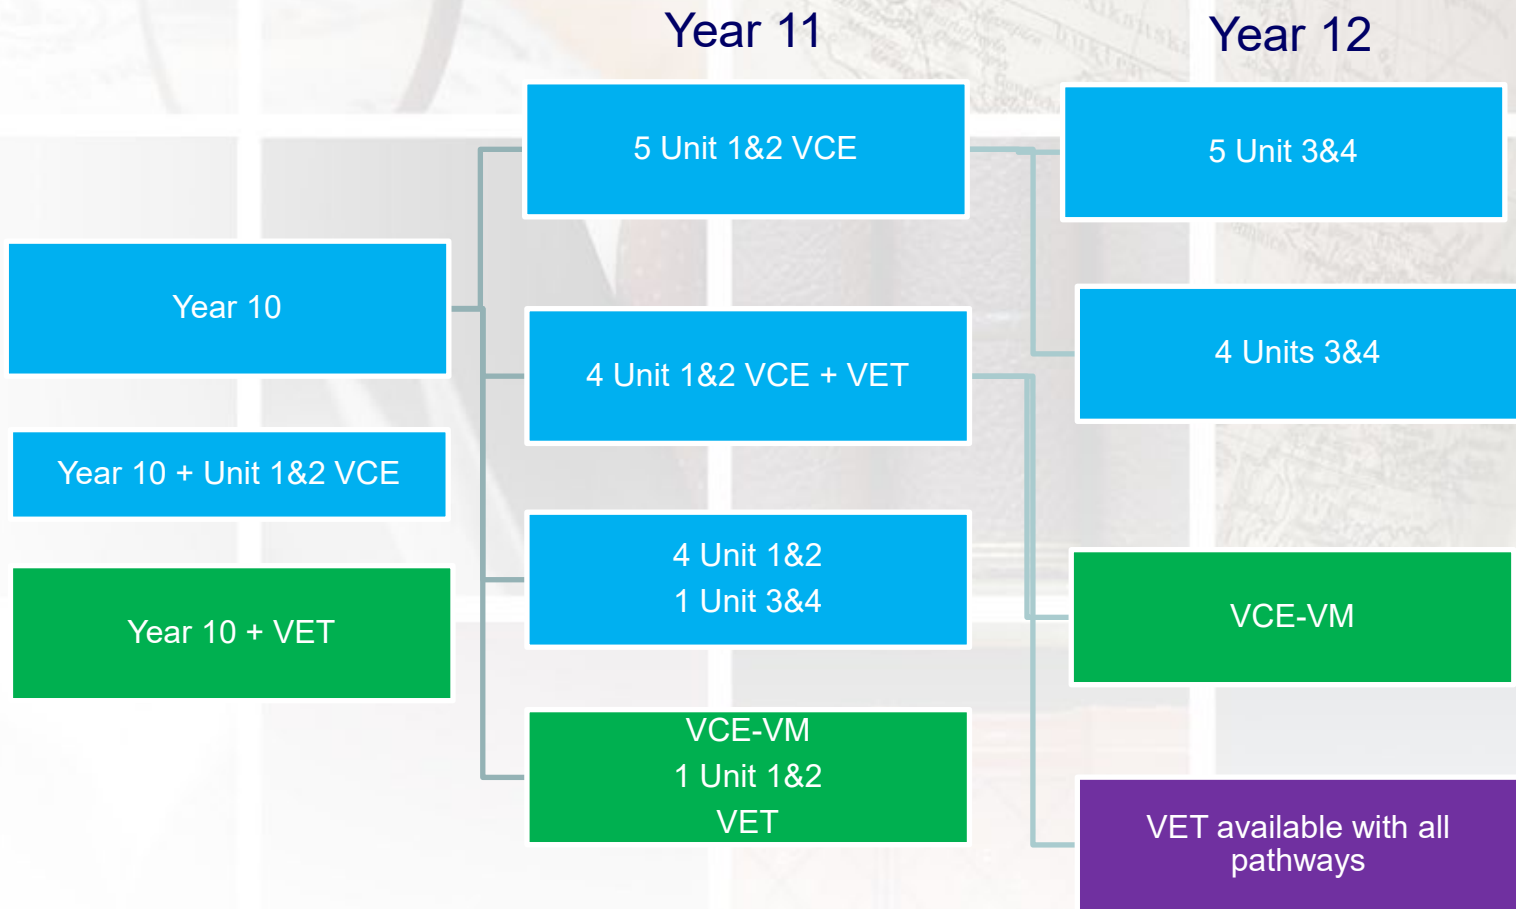 Year 11
Year 12
5 Unit 1&2 VCE
5 Unit 3&4
Year 10
4 Unit 1&2 VCE + VET
4 Units 3&4
Year 10 + Unit 1&2 VCE
4 Unit 1&2
1 Unit 3&4
Year 10 + VET
VCE-VM
VCE-VM
1 Unit 1&2
VET
VET available with all
pathways